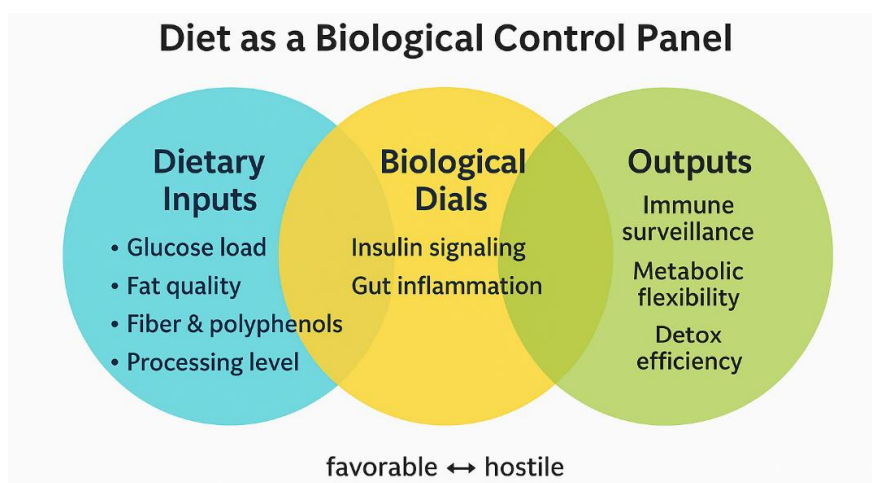 Diet as a Biological Control Panel
Dietary
Inputs
• Glucose load
• Fat quality
• Fiber & polyphenols
• Processing level
Biological
Dials
Insulin signaling
Gut inflammation
Outputs
Immune
surveillance
Metabolic
flexibility
Detox
efficiency
favorable ↔ hostile